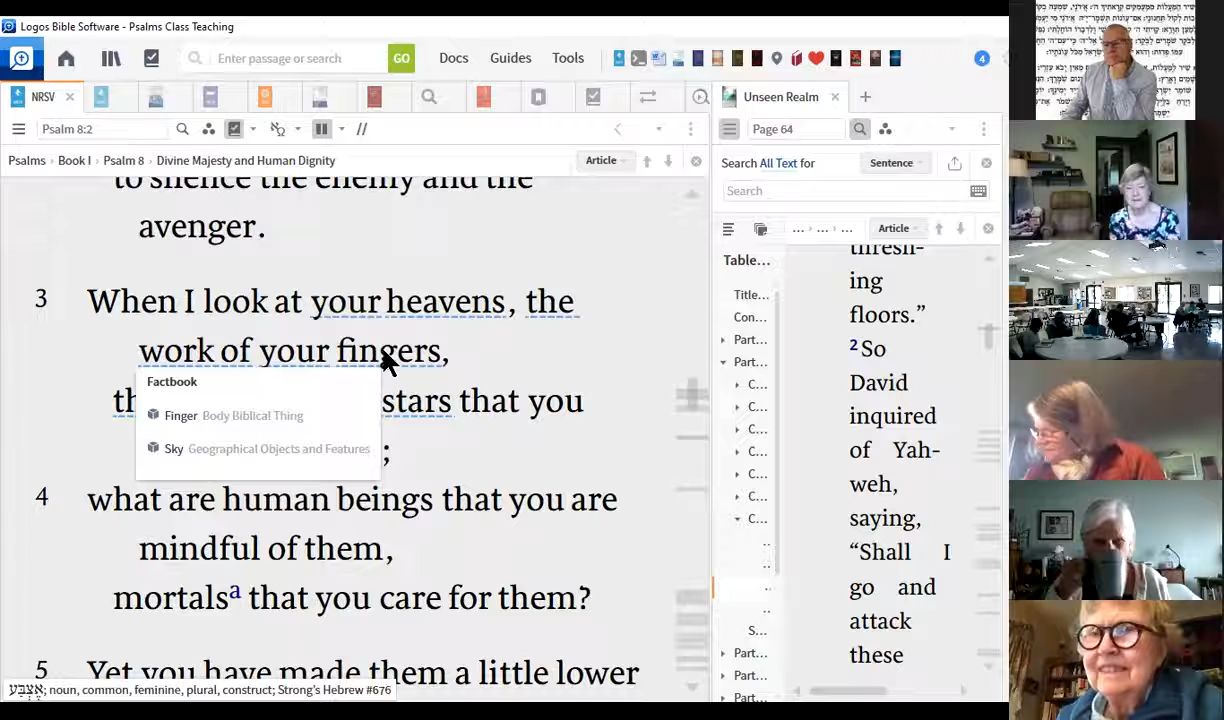 Logos Bible Software - Psalms Class Teaching
Enter passage or search
GO
Docs
Guides
Tools
4
NRSV
Unseen Realm
Psalm 8:2
Page 64
Psalms › Book I › Psalm 8 › Divine Majesty and Human Dignity
Article
Search All Text for
Sentence
Search
to silence the enemy and the
avenger.
3 When I look at your heavens, the
work of your fingers,
stars that you
;
Factbook
Finger Body Biblical Thing
Sky Geographical Objects and Features
4 what are human beings that you are
mindful of them,
mortalsa that you care for them?
5 Yet you have made them a little lower
אֶצְבַּע; noun, common, feminine, plural, construct; Strong's Hebrew #676
... › ... › ...
Article
Table...
Title...
Con...
Part...
Part...
C...
C...
C...
C...
C...
C...
C...
..
..
..
..
S...
Part...
Part...
Part...
thresh-
ing
floors.”
2 So
David
inquired
of Yah-
weh,
saying,
“Shall I
go and
attack
these